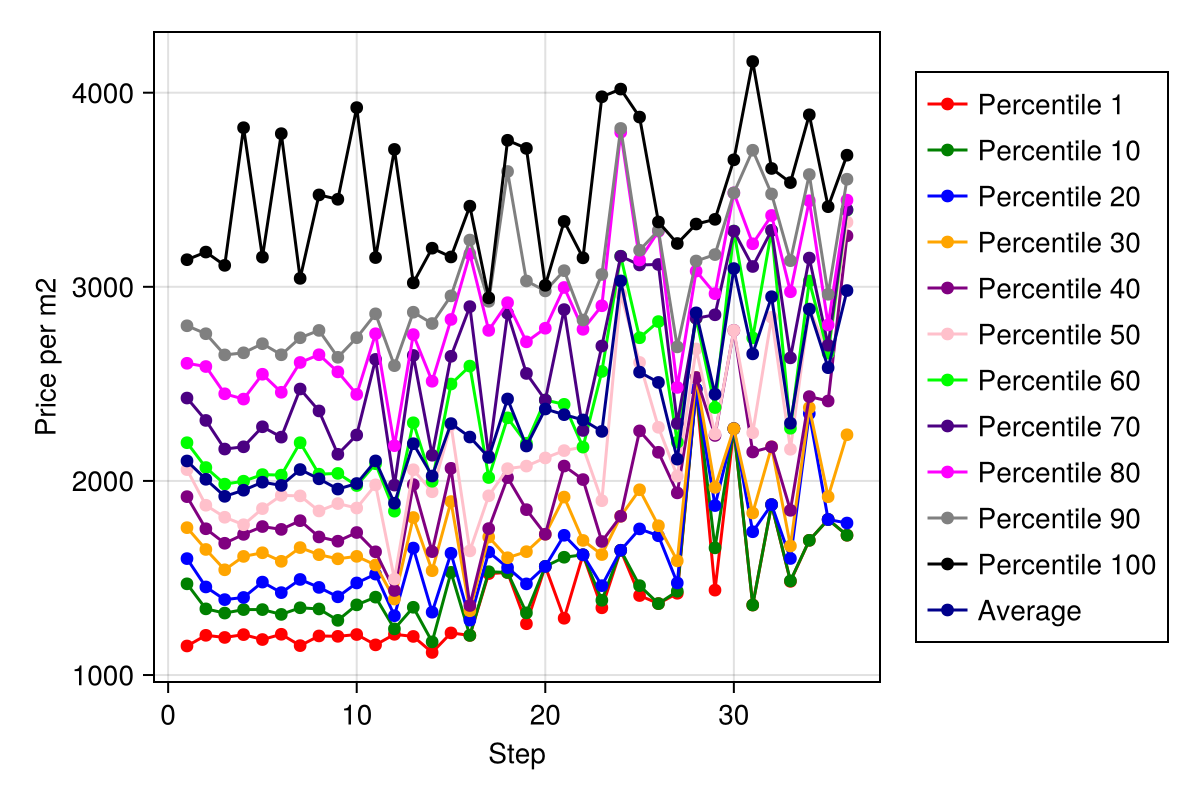 4000
3000
2000
1000
Price per m2
0
10
20
30
Step
Percentile 1
Percentile 10
Percentile 20
Percentile 30
Percentile 40
Percentile 50
Percentile 60
Percentile 70
Percentile 80
Percentile 90
Percentile 100
Average